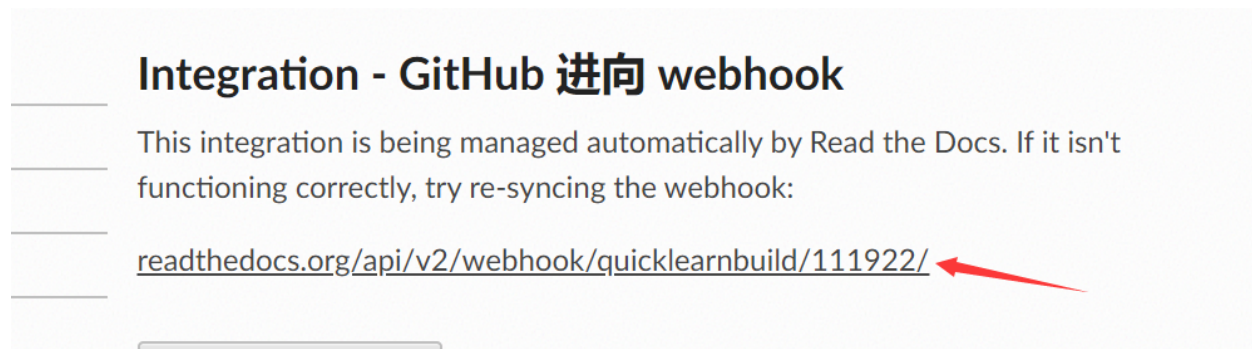 Integration - GitHub 进向 webhook
This integration is being managed automatically by Read the Docs. If it isn't
functioning correctly, try re-syncing the webhook:
readthedocs.org/api/v2/webhook/quicklearnbuild/111922/